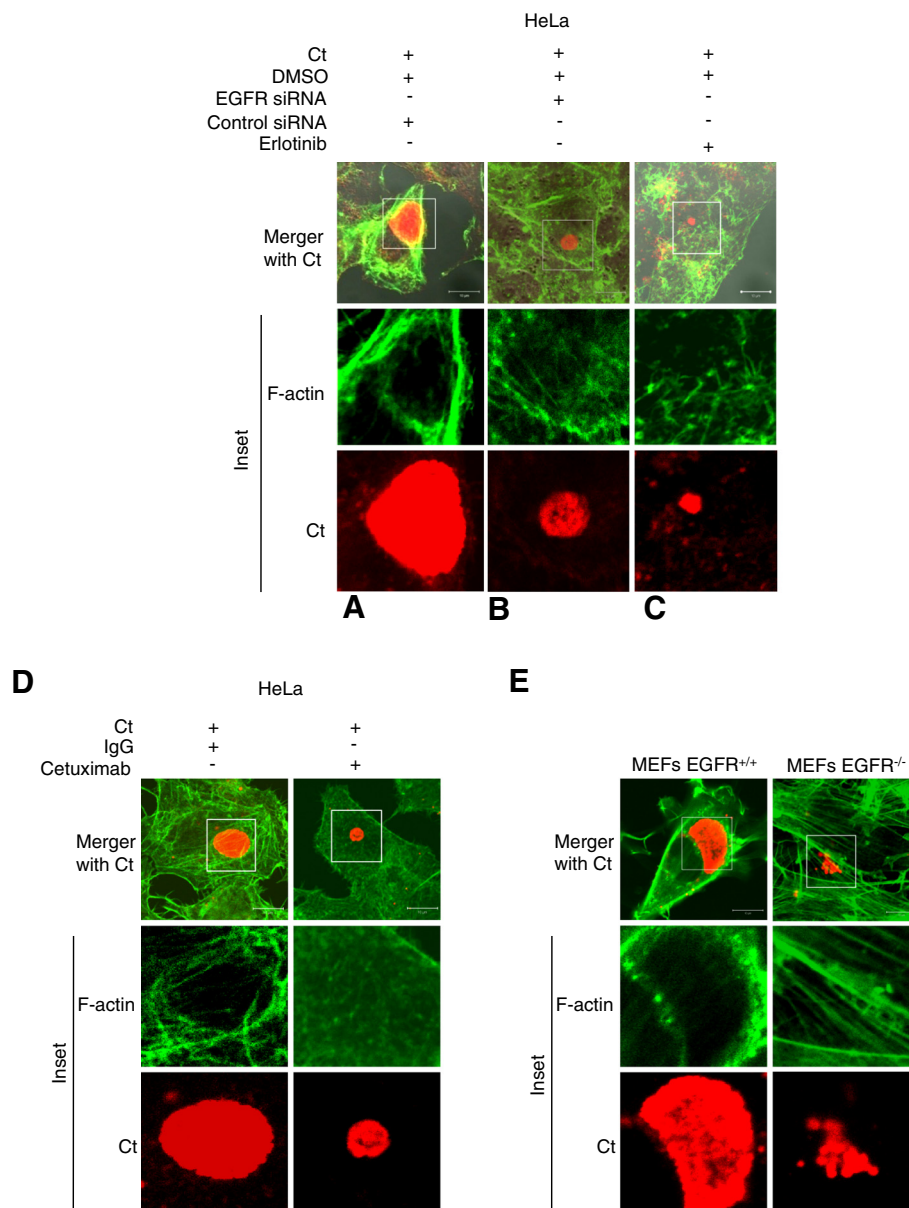 HeLa
Ct + + +
DMSO + + +
EGFR siRNA - + -
Control siRNA + - -
Erlotinib - - +
Merger
with Ct
Inset
F-actin
Ct
A B C
D
HeLa
Ct + +
IgG + -
Cetuximab - +
Merger
with Ct
Inset
F-actin
Ct
E
MEFs EGFR+/+ MEFs EGFR-/-
Merger
with Ct
Inset
F-actin
Ct